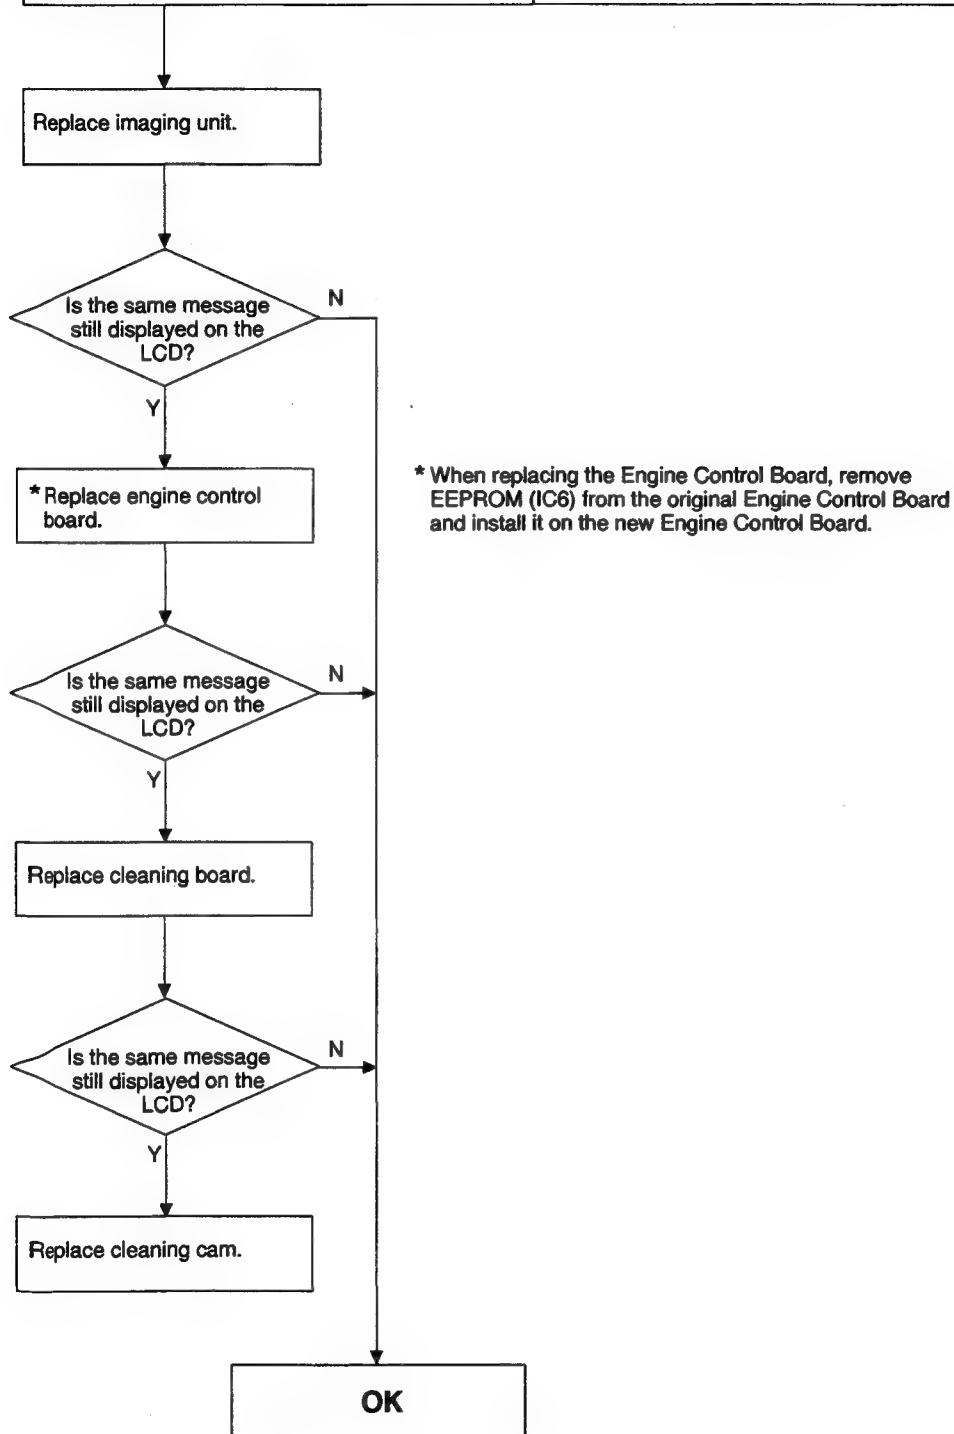 Replace imaging unit.
Is the same message
still displayed on the
LCD?
N
Y
* Replace engine control
board.
* When replacing the Engine Control Board, remove
EEPROM (IC6) from the original Engine Control Board
and install it on the new Engine Control Board.
Is the same message
still displayed on the
LCD?
N
Y
Replace cleaning board.
Is the same message
still displayed on the
LCD?
N
Y
Replace cleaning cam.
OK